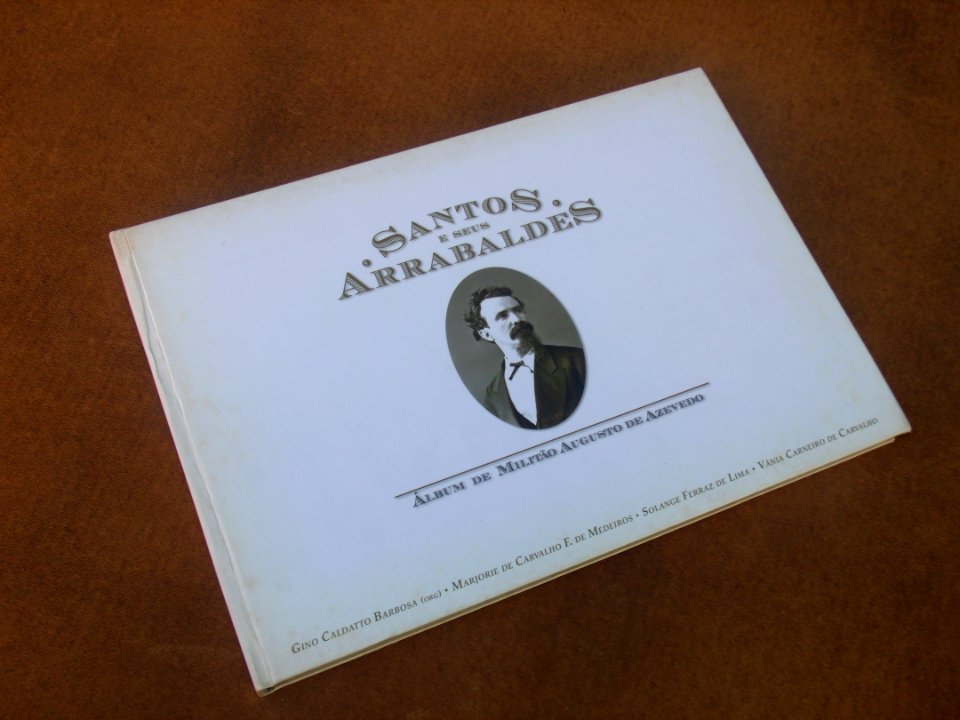 • SANTOS •
E SEUS
ARRABALDES
ÁLBUM DE MILITÃO AUGUSTO DE AZEVEDO
GINO CALDATTO BARBOSA (ORG) • MARJORIE DE CARVALHO F. DE MEDEIROS • SOLANGE FERRAZ DE LIMA • VÂNIA CARNEIRO DE CARVALHO